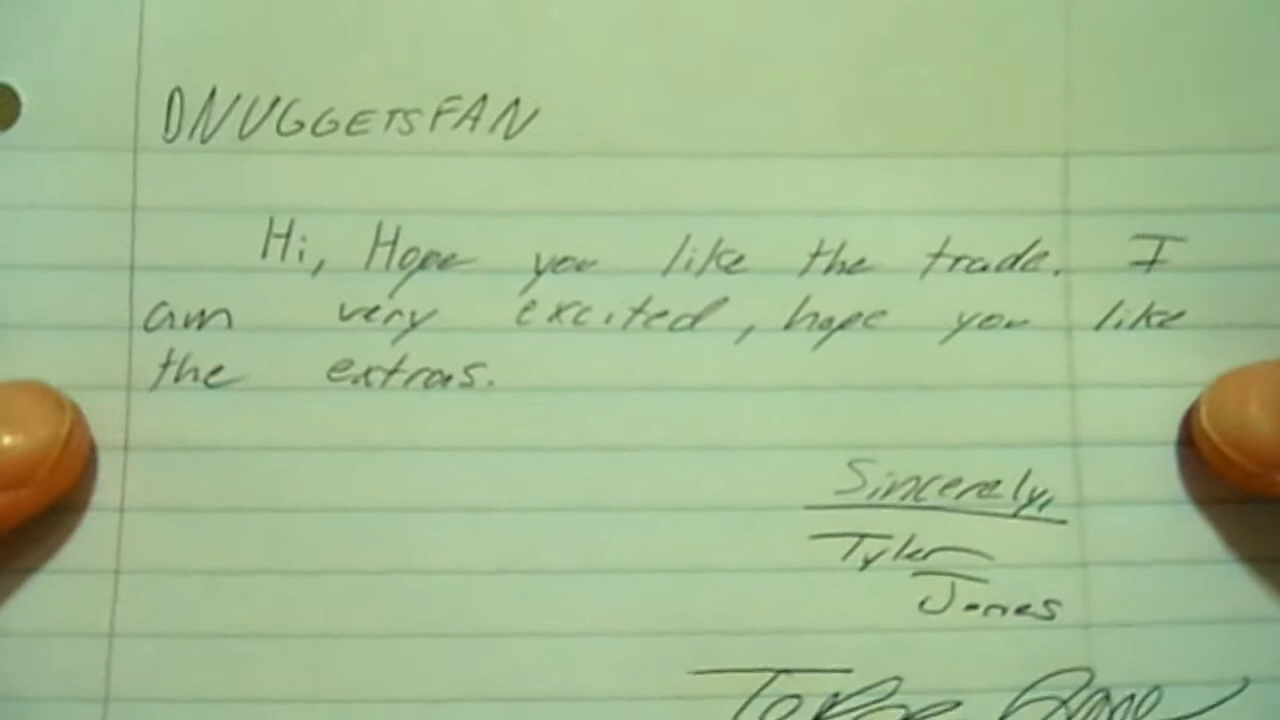 DNUGGETSFAN
Hi, Hope you like the trade. I
am very excited, hope you like
the extras.
Sincerely,
Tyler
Jones